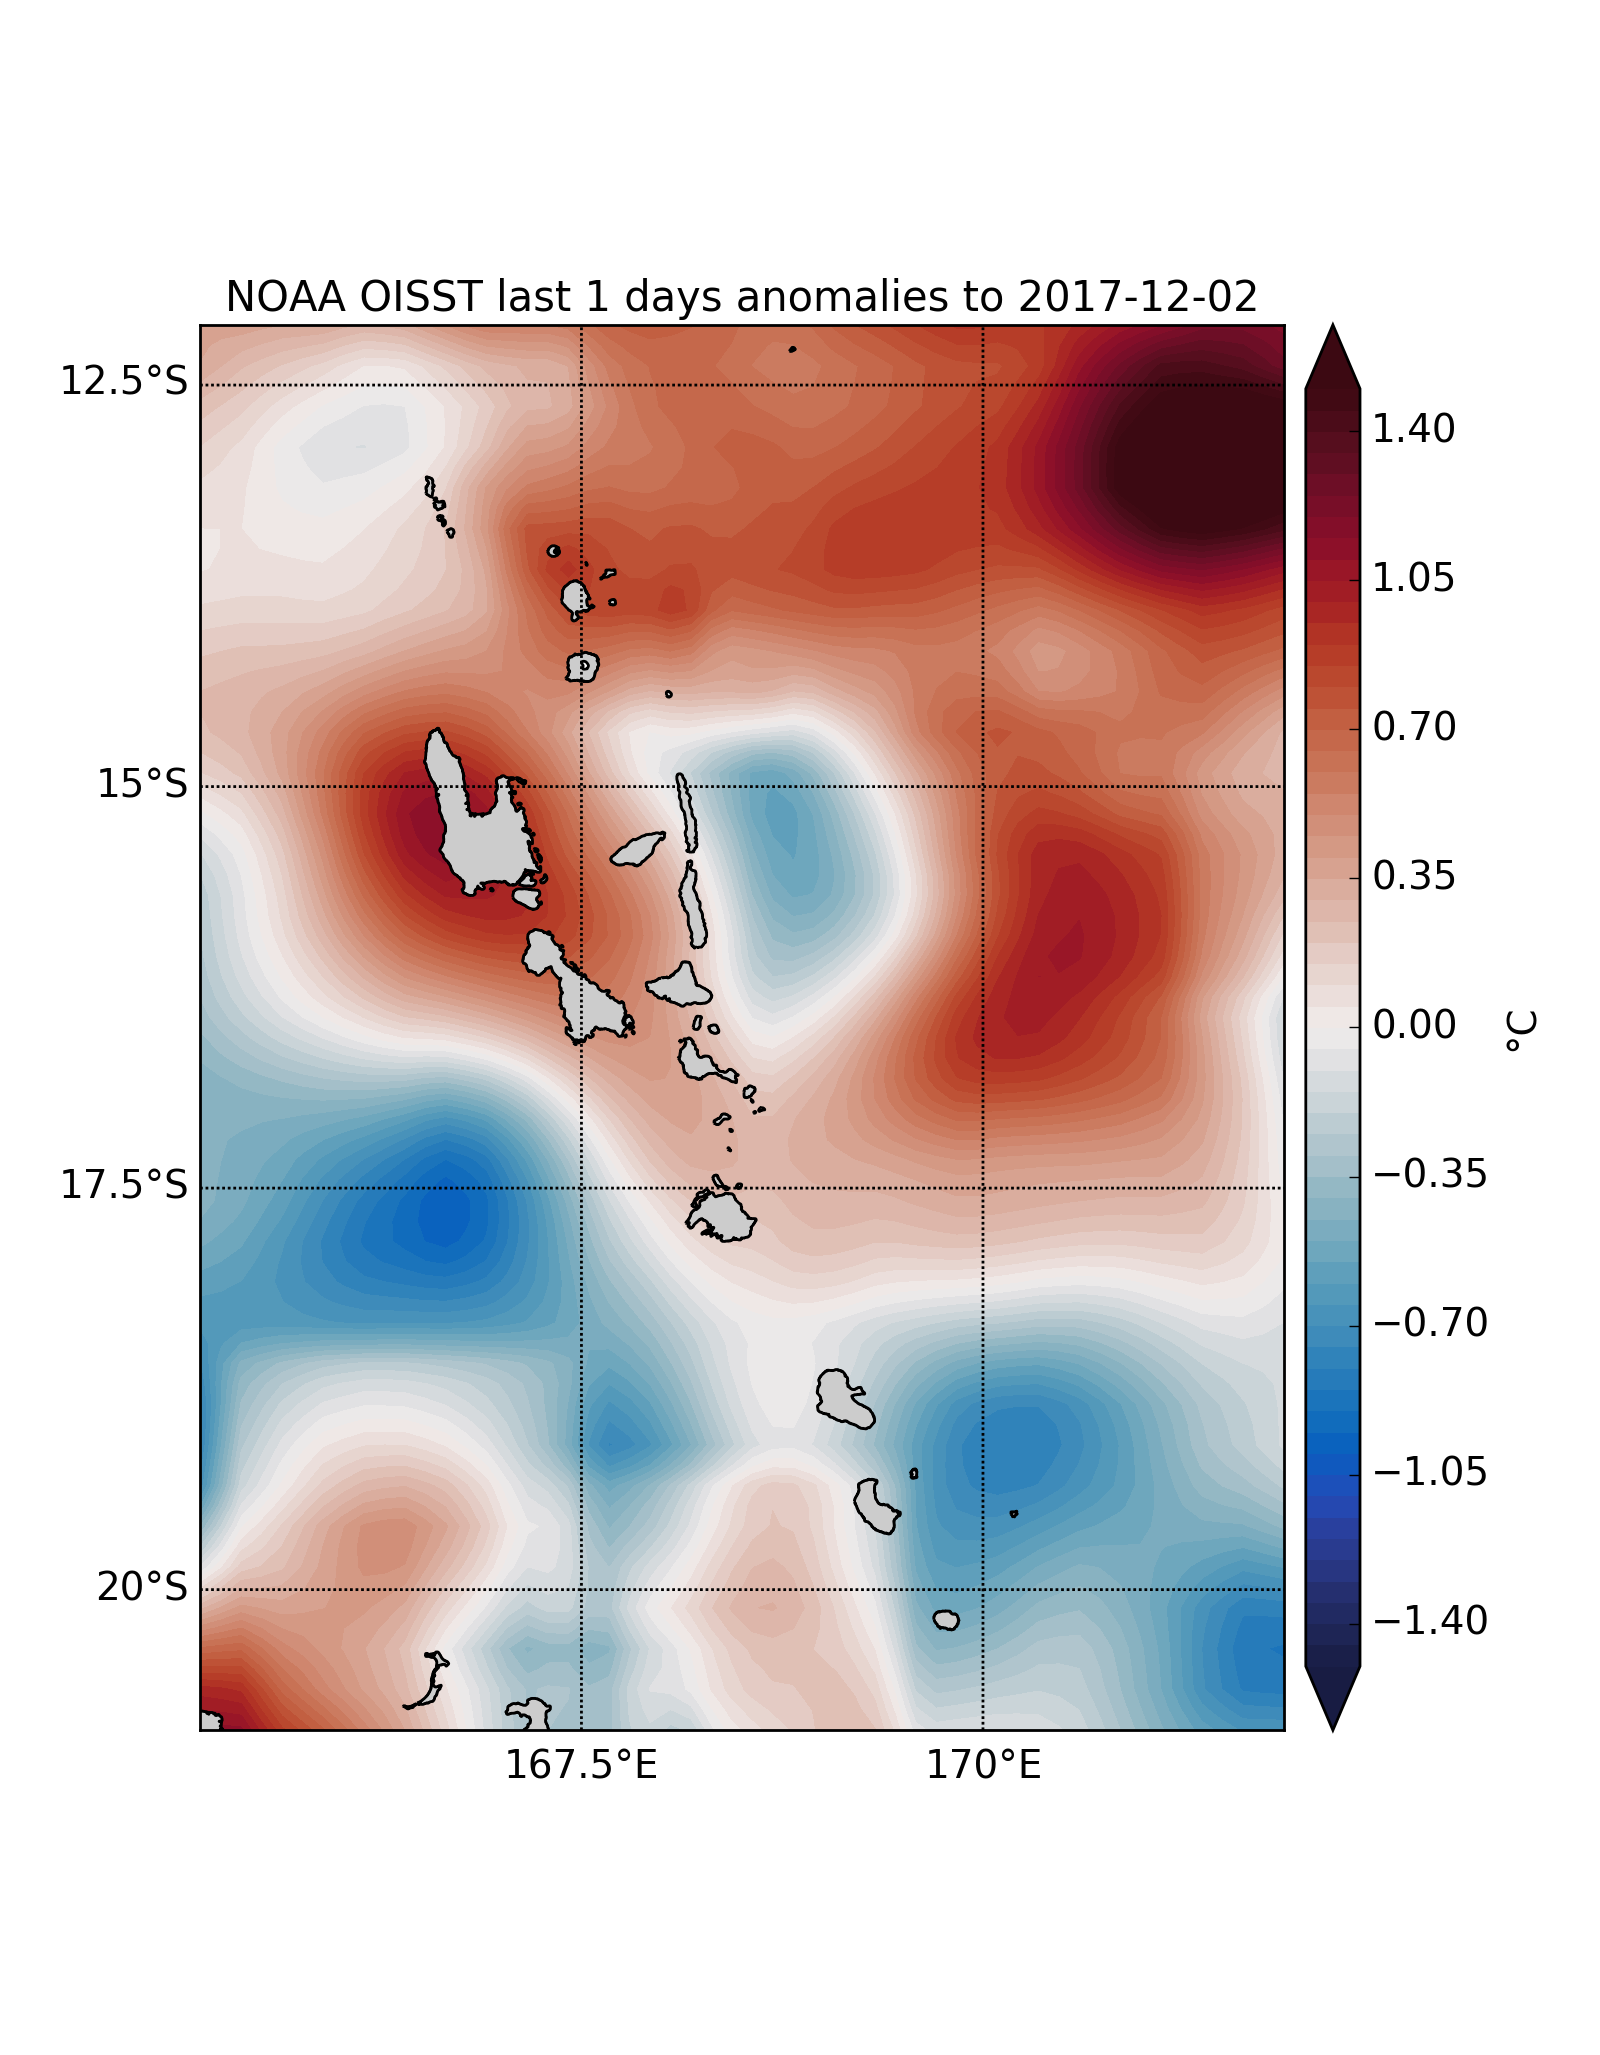 NOAA OISST last 1 days anomalies to 2017-12-02
12.5°S
15°S
17.5°S
20°S
167.5°E
170°E
1.40
1.05
0.70
0.35
0.00
−0.35
−0.70
−1.05
−1.40
°C